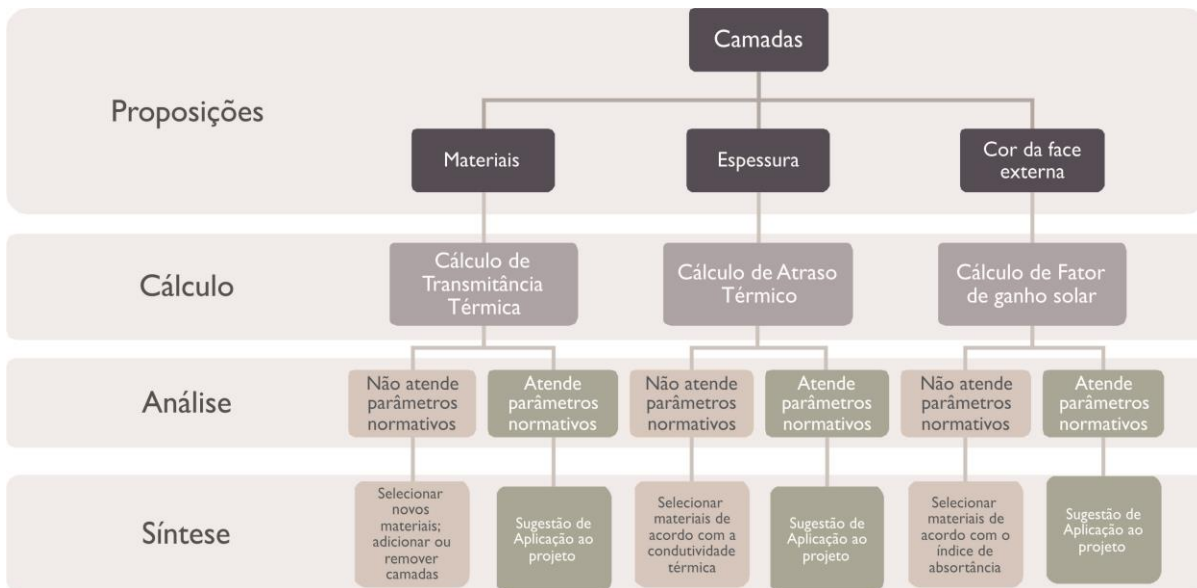 Camadas
Proposições
Materiais
Espessura
Cor da face
externa
Cálculo
Cálculo de
Transmitância
Térmica
Cálculo de Atraso
Térmico
Cálculo de Fator
de ganho solar
Análise
Não atende
parâmetros
normativos
Atende
parâmetros
normativos
Não atende
parâmetros
normativos
Atende
parâmetros
normativos
Não atende
parâmetros
normativos
Atende
parâmetros
normativos
Síntese
Selecionar
novos
materiais;
adicionar ou
remover
camadas
Sugestão de
Aplicação ao
projeto
Selecionar
materiais de
acordo com a
condutividade
térmica
Sugestão de
Aplicação ao
projeto
Selecionar
materiais de
acordo com o
índice de
absortância
Sugestão de
Aplicação ao
projeto